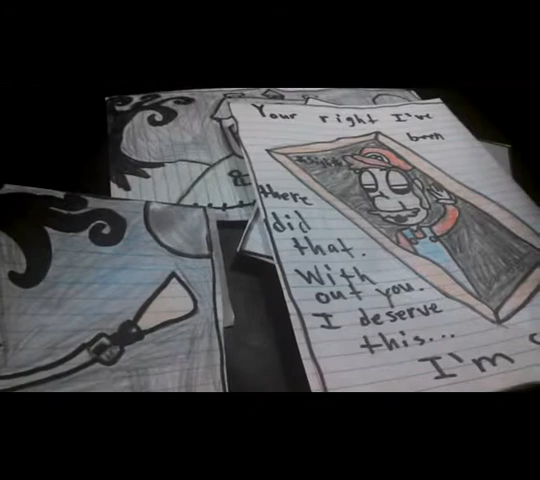 Your right I've
been
there
did
that.
With
out you.
I deserve
this...
I'm